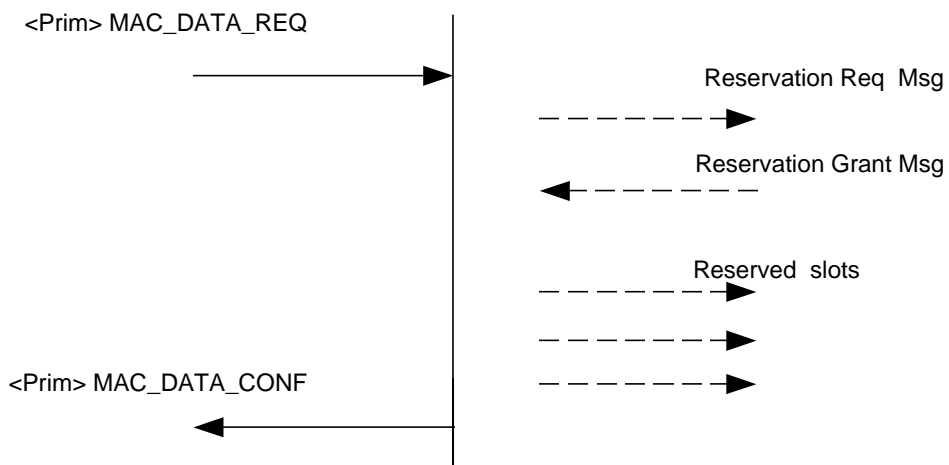 <Prim> MAC_DATA_REQ
Reservation Req Msg
Reservation Grant Msg
Reserved slots
<Prim> MAC_DATA_CONF